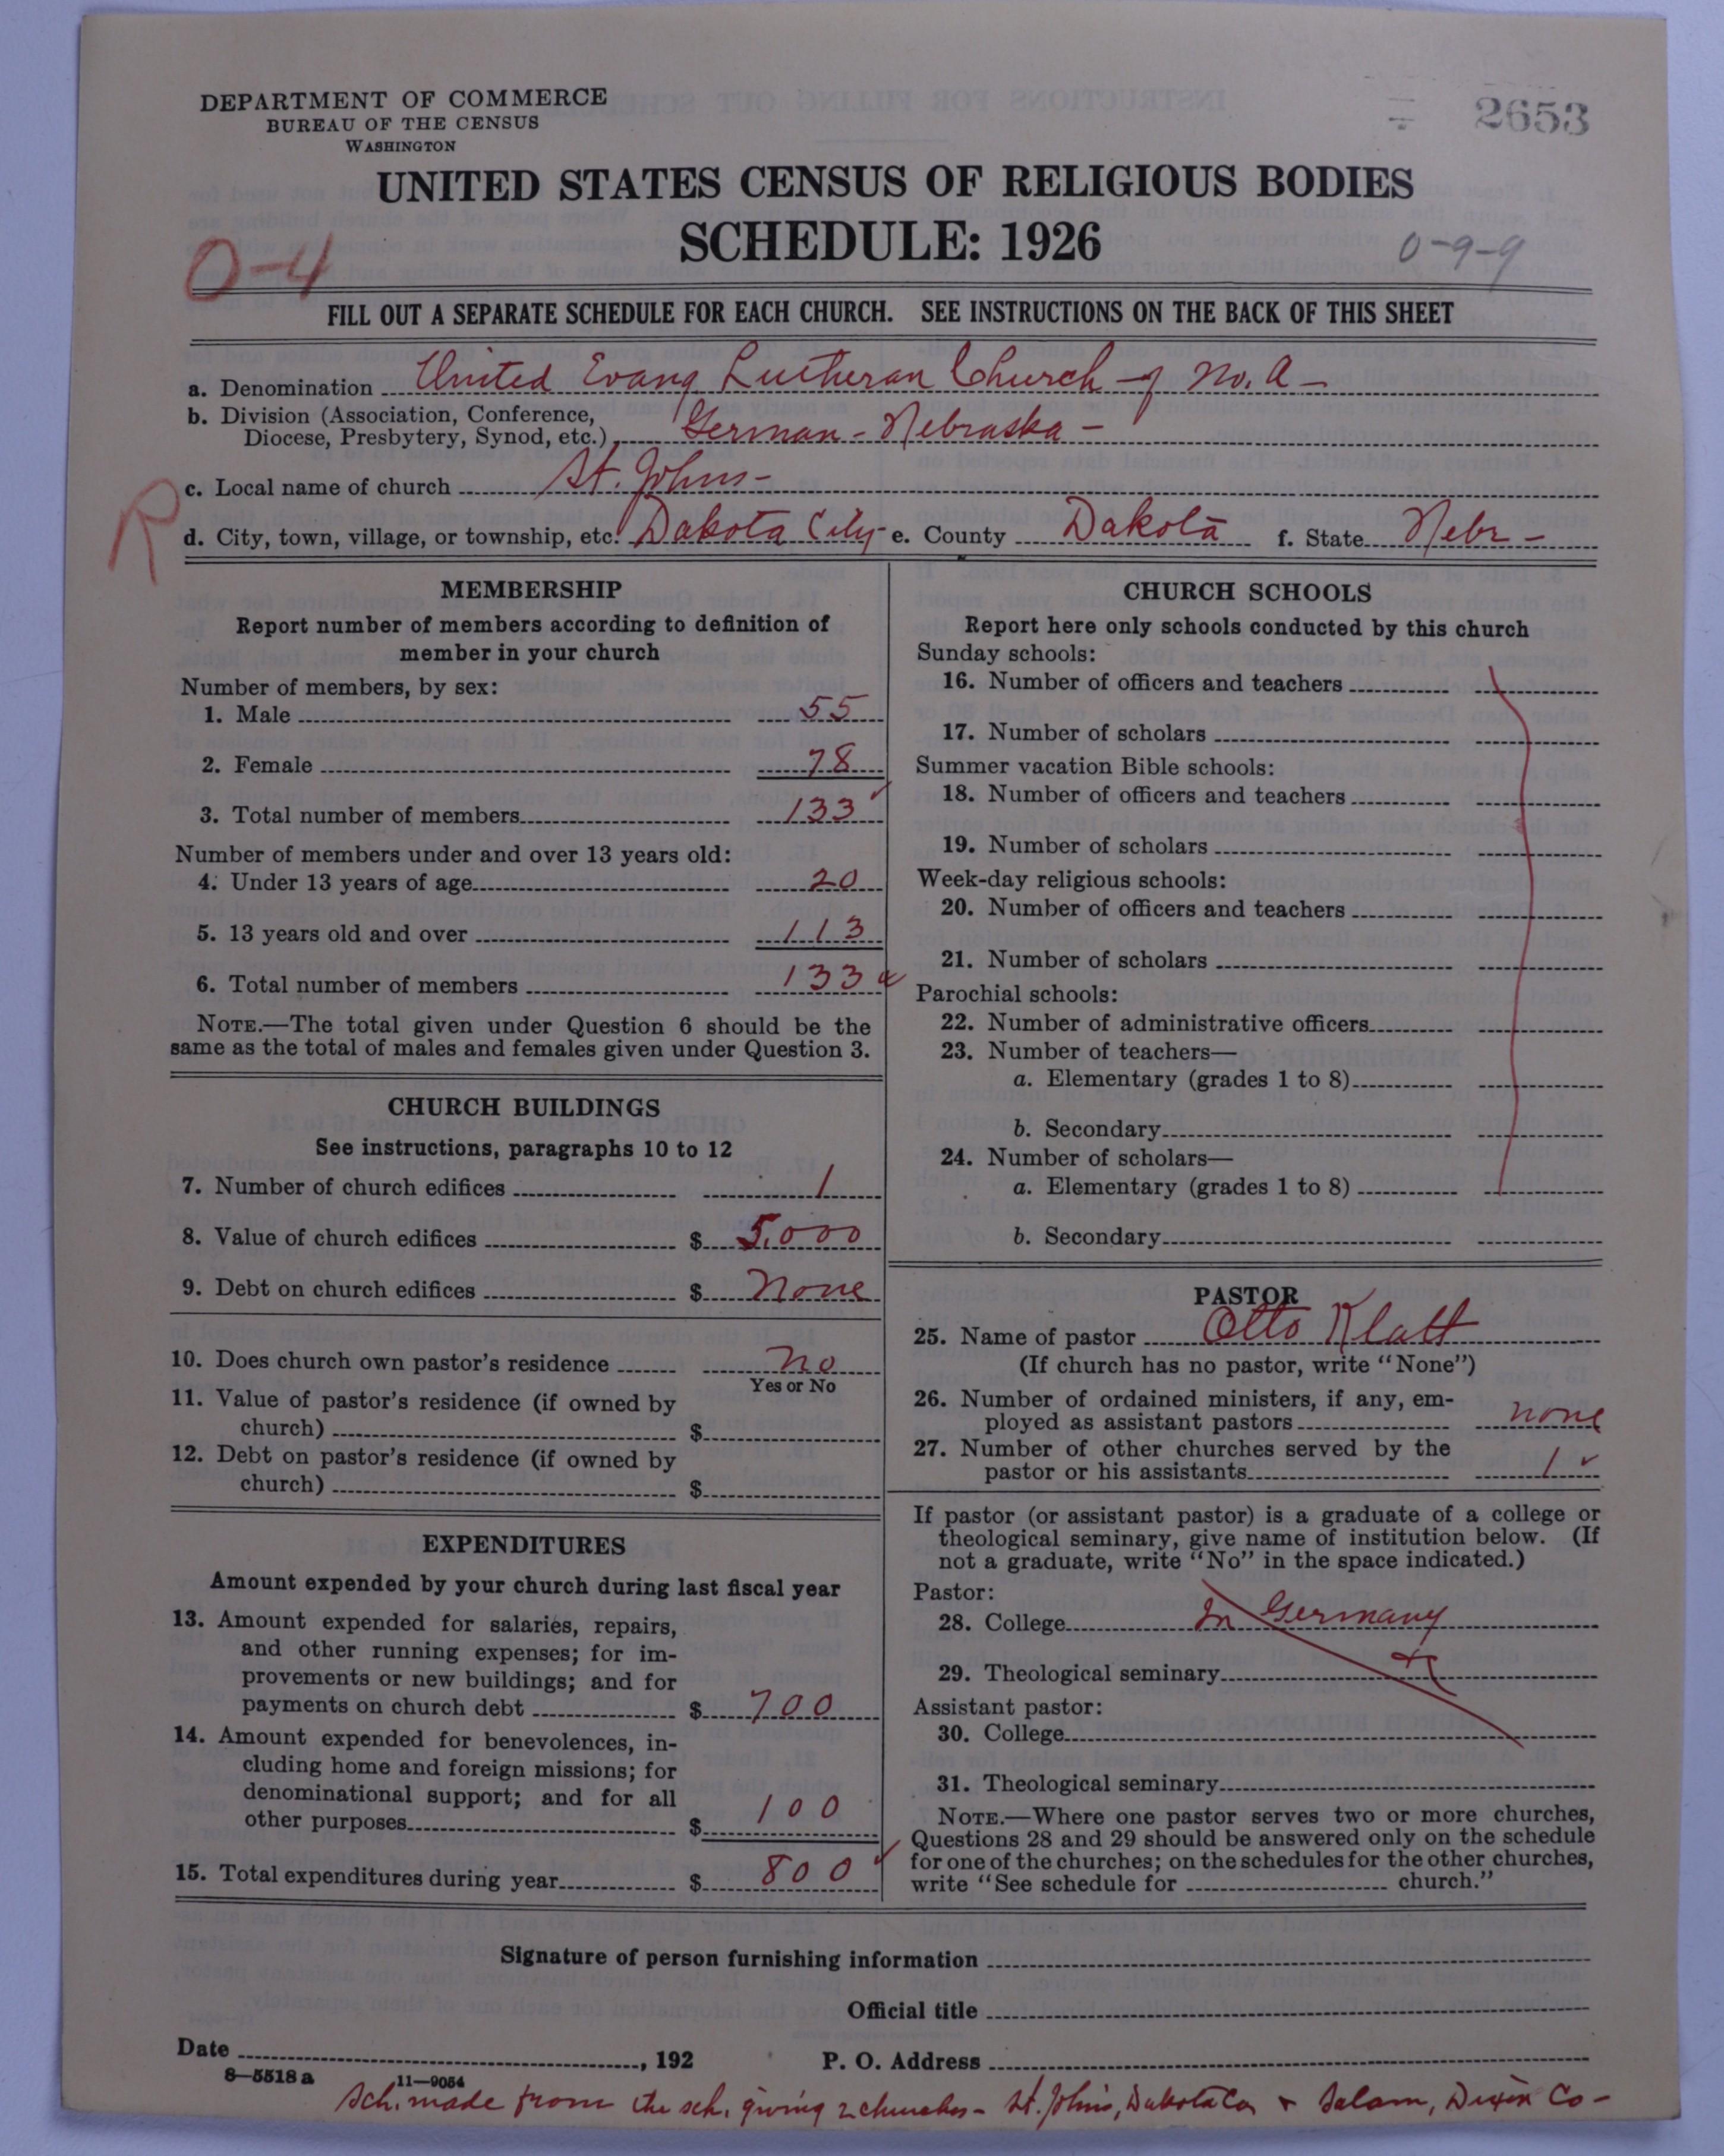 DEPARTMENT OF COMMERCE
BUREAU OF THE CENSUS
WASHINGTON
2653
UNITED STATES CENSUS OF RELIGIOUS BODIES
SCHEDULE: 1926
0-9-9
0-4
FILL OUT A SEPARATE SCHEDULE FOR EACH CHURCH. SEE INSTRUCTIONS ON THE BACK OF THIS SHEET
a. Denomination United Evang Lutheran Church of No. A -
b. Division (Association, Conference,
Diocese, Presbytery, Synod, etc.) German - Nebraska -
c. Local name of church St. Johns -
R
d. City, town, village, or township, etc. Dakota City - e. County Dakota f. State Nebr -
MEMBERSHIP
Report number of members according to definition of
member in your church
Number of members, by sex:
1. Male 55
2. Female 78
3. Total number of members 133
Number of members under and over 13 years old:
4. Under 13 years of age 20
5. 13 years old and over 113
6. Total number of members 133
NOTE.—The total given under Question 6 should be the
same as the total of males and females given under Question 3.
CHURCH BUILDINGS
See instructions, paragraphs 10 to 12
7. Number of church edifices 1
8. Value of church edifices $ 5,000
9. Debt on church edifices $ None
10. Does church own pastor's residence no
Yes or No
11. Value of pastor's residence (if owned by
church) $
12. Debt on pastor's residence (if owned by
church) $
EXPENDITURES
Amount expended by your church during last fiscal year
13. Amount expended for salaries, repairs,
and other running expenses; for im-
provements or new buildings; and for
payments on church debt $ 700
14. Amount expended for benevolences, in-
cluding home and foreign missions; for
denominational support; and for all
other purposes $ 100
15. Total expenditures during year $ 800
CHURCH SCHOOLS
Report here only schools conducted by this church
Sunday schools:
16. Number of officers and teachers
17. Number of scholars
Summer vacation Bible schools:
18. Number of officers and teachers
19. Number of scholars
Week-day religious schools:
20. Number of officers and teachers
21. Number of scholars
Parochial schools:
22. Number of administrative officers
23. Number of teachers—
a. Elementary (grades 1 to 8)
b. Secondary
24. Number of scholars—
a. Elementary (grades 1 to 8)
b. Secondary
PASTOR
25. Name of pastor Otto Klatt
(If church has no pastor, write "None")
26. Number of ordained ministers, if any, em-
ployed as assistant pastors none
27. Number of other churches served by the
pastor or his assistants 1
If pastor (or assistant pastor) is a graduate of a college or
theological seminary, give name of institution below. (If
not a graduate, write "No" in the space indicated.)
Pastor:
28. College In Germany
29. Theological seminary
Assistant pastor:
30. College
31. Theological seminary
NOTE.—Where one pastor serves two or more churches,
Questions 28 and 29 should be answered only on the schedule
for one of the churches; on the schedules for the other churches,
write "See schedule for church."
Signature of person furnishing information
Official title
Date , 192
P. O. Address
8—5518a
11—9054
Sch. made from the sch. giving 2 churches - St. Johns, Dakota Co + Salam, Dixon Co -